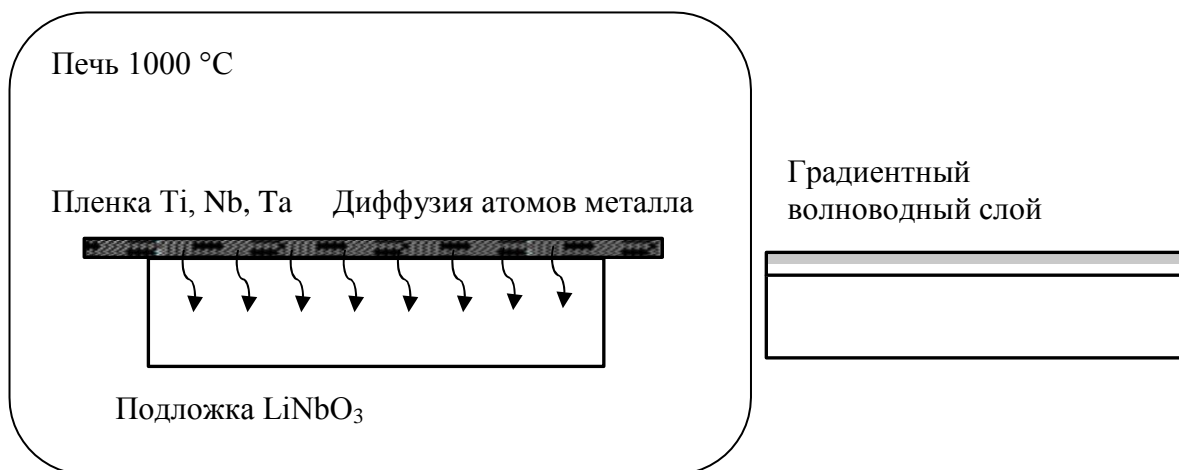 Печь 1000 °C
Пленка Ti, Nb, Ta
Диффузия атомов металла
Подложка LiNbO₃
Градиентный
волноводный слой